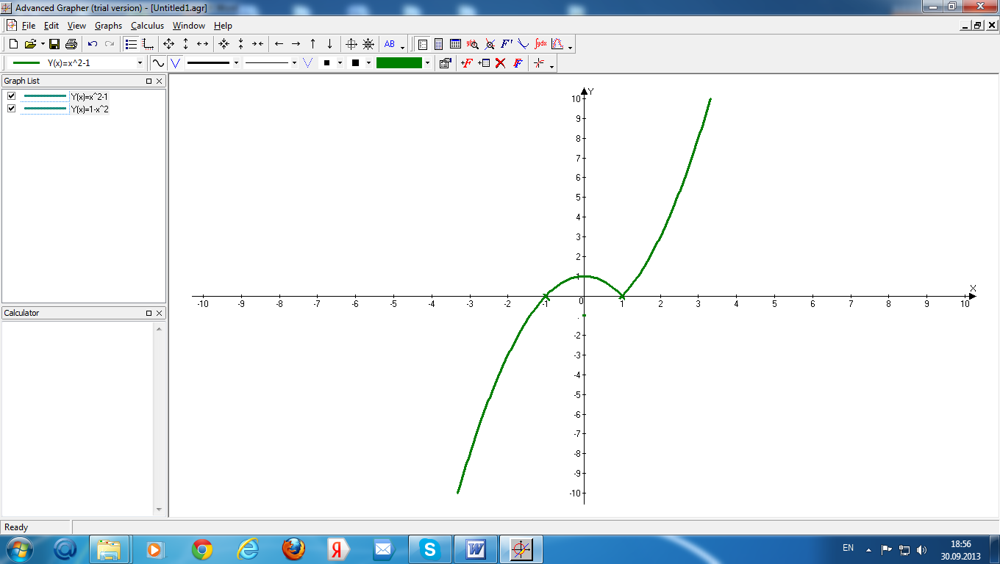 Advanced Grapher (trial version) - [Untitled1.agr]
File Edit View Graphs Calculus Window Help
AB y(x) F' ∫ydx
Y(x)=x^2-1 +F F
Graph List
Y(x)=x^2-1
Y(x)=1-x^2
Calculator
Y
10
9
8
7
6
5
4
3
2
1
X
-10 -9 -8 -7 -6 -5 -4 -3 -2 -1 0 1 2 3 4 5 6 7 8 9 10
-2
-3
-4
-5
-6
-7
-8
-9
-10
Ready
@ Я S W EN 18:56
30.09.2013